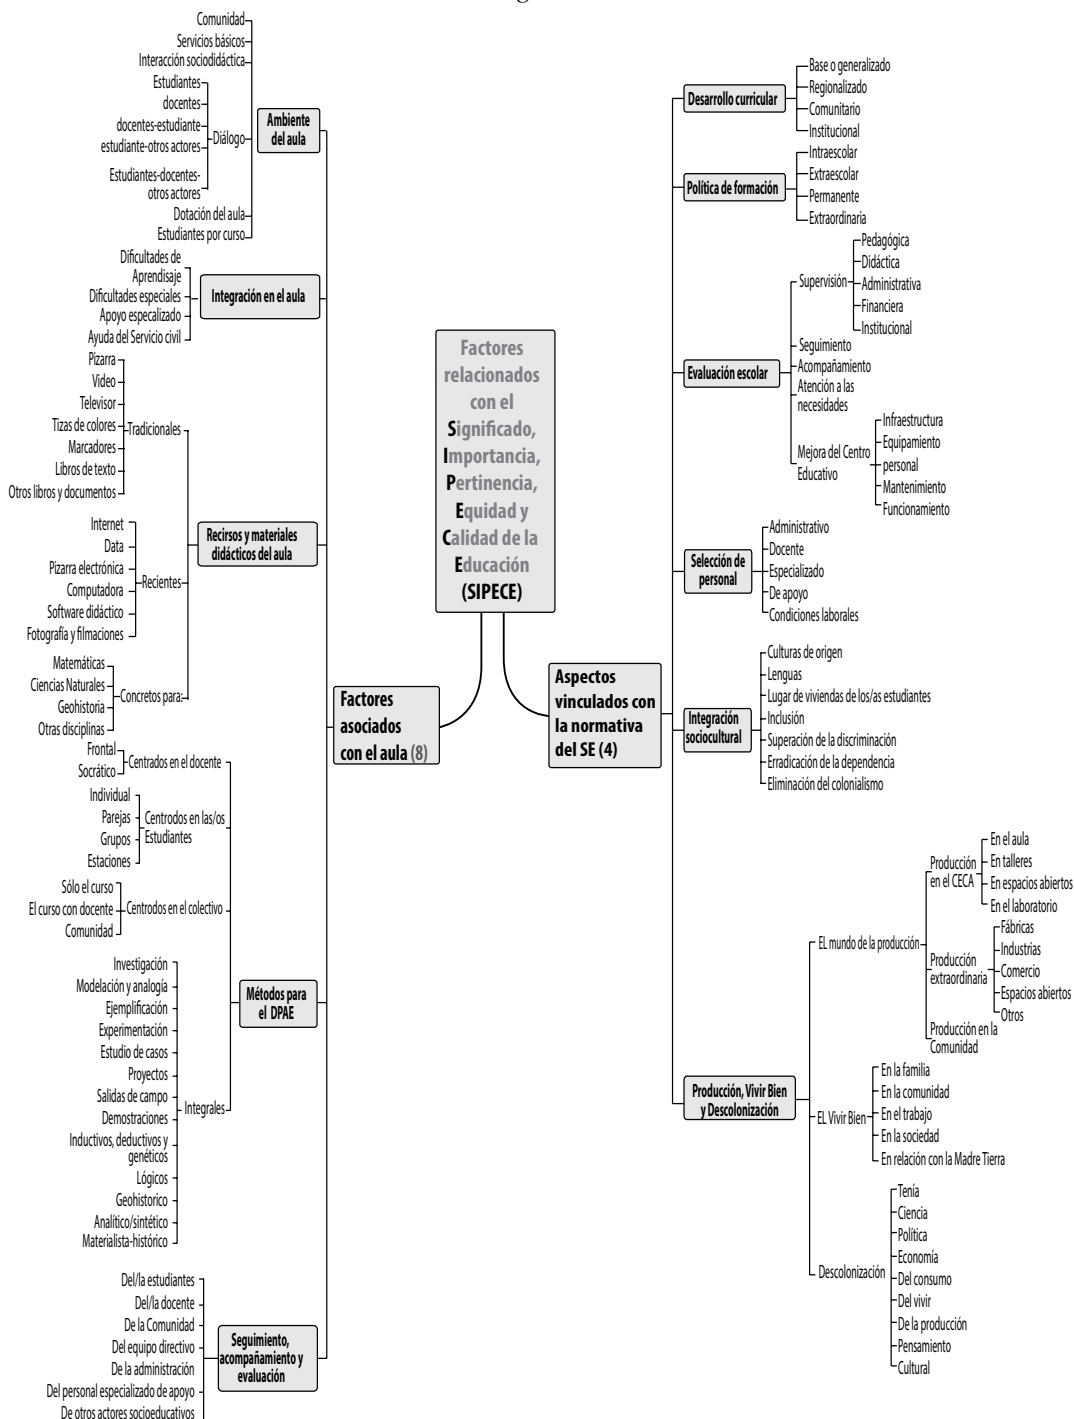 Comunidad
Servicios básicos
Interacción sociodidáctica
Estudiantes
docentes
docentes-estudiante
estudiante-otros actores
Estudiantes-docentes-
otros actores
Diálogo
Dotación del aula
Estudiantes por curso
Ambiente
del aula
Dificultades de
Aprendisaje
Dificultades especiales
Apoyo especalizado
Ayuda del Servicio civil
Integración en el aula
Pizarra
Video
Televisor
Tizas de colores
Marcadores
Libros de texto
Otros libros y documentos
Tradicionales
Internet
Data
Pizarra electrónica
Computadora
Software didáctico
Fotografía y filmaciones
Recientes
Matemáticas
Ciencias Naturales
Geohistoria
Otras disciplinas
Concretos para:
Recirsos y materiales
didácticos del aula
Frontal
Socrático
Centrados en el docente
Individual
Parejas
Grupos
Estaciones
Centrodos en las/os
Estudiantes
Sólo el curso
El curso con docente
Comunidad
Centrodos en el colectivo
Investigación
Modelación y analogía
Ejemplificación
Experimentación
Estudio de casos
Proyectos
Salidas de campo
Demostraciones
Inductivos, deductivos y
genéticos
Lógicos
Geohistorico
Analítico/sintético
Materialista-histórico
Integrales
Métodos para
el DPAE
Del/la estudiantes
Del/la docente
De la Comunidad
Del equipo directivo
De la administración
Del personal especializado de apoyo
De otros actores socioeducativos
Seguimiento,
acompañamiento y
evaluación
Factores
asociados
con el aula (8)
Factores
relacionados
con el
Significado,
Importancia,
Pertinencia,
Equidad y
Calidad de la
Educación
(SIPECE)
Aspectos
vinculados con
la normativa
del SE (4)
Desarrollo curricular
Base o generalizado
Regionalizado
Comunitario
Institucional
Política de formación
Intraescolar
Extraescolar
Permanente
Extraordinaria
Evaluación escolar
Supervisión
Pedagógica
Didáctica
Administrativa
Financiera
Institucional
Seguimiento
Acompañamiento
Atención a las
necesidades
Mejora del Centro
Educativo
Infraestructura
Equipamiento
personal
Mantenimiento
Funcionamiento
Selección de
personal
Administrativo
Docente
Especializado
De apoyo
Condiciones laborales
Integración
sociocultural
Culturas de origen
Lenguas
Lugar de viviendas de los/as estudiantes
Inclusión
Superación de la discriminación
Erradicación de la dependencia
Eliminación del colonialismo
Producción, Vivir Bien
y Descolonización
EL mundo de la producción
Producción
en el CECA
En el aula
En talleres
En espacios abiertos
En el laboratorio
Producción
extraordinaria
Fábricas
Industrias
Comercio
Espacios abiertos
Otros
Producción en la
Comunidad
EL Vivir Bien
En la familia
En la comunidad
En el trabajo
En la sociedad
En relación con la Madre Tierra
Descolonización
Tenía
Ciencia
Política
Economía
Del consumo
Del vivir
De la producción
Pensamiento
Cultural